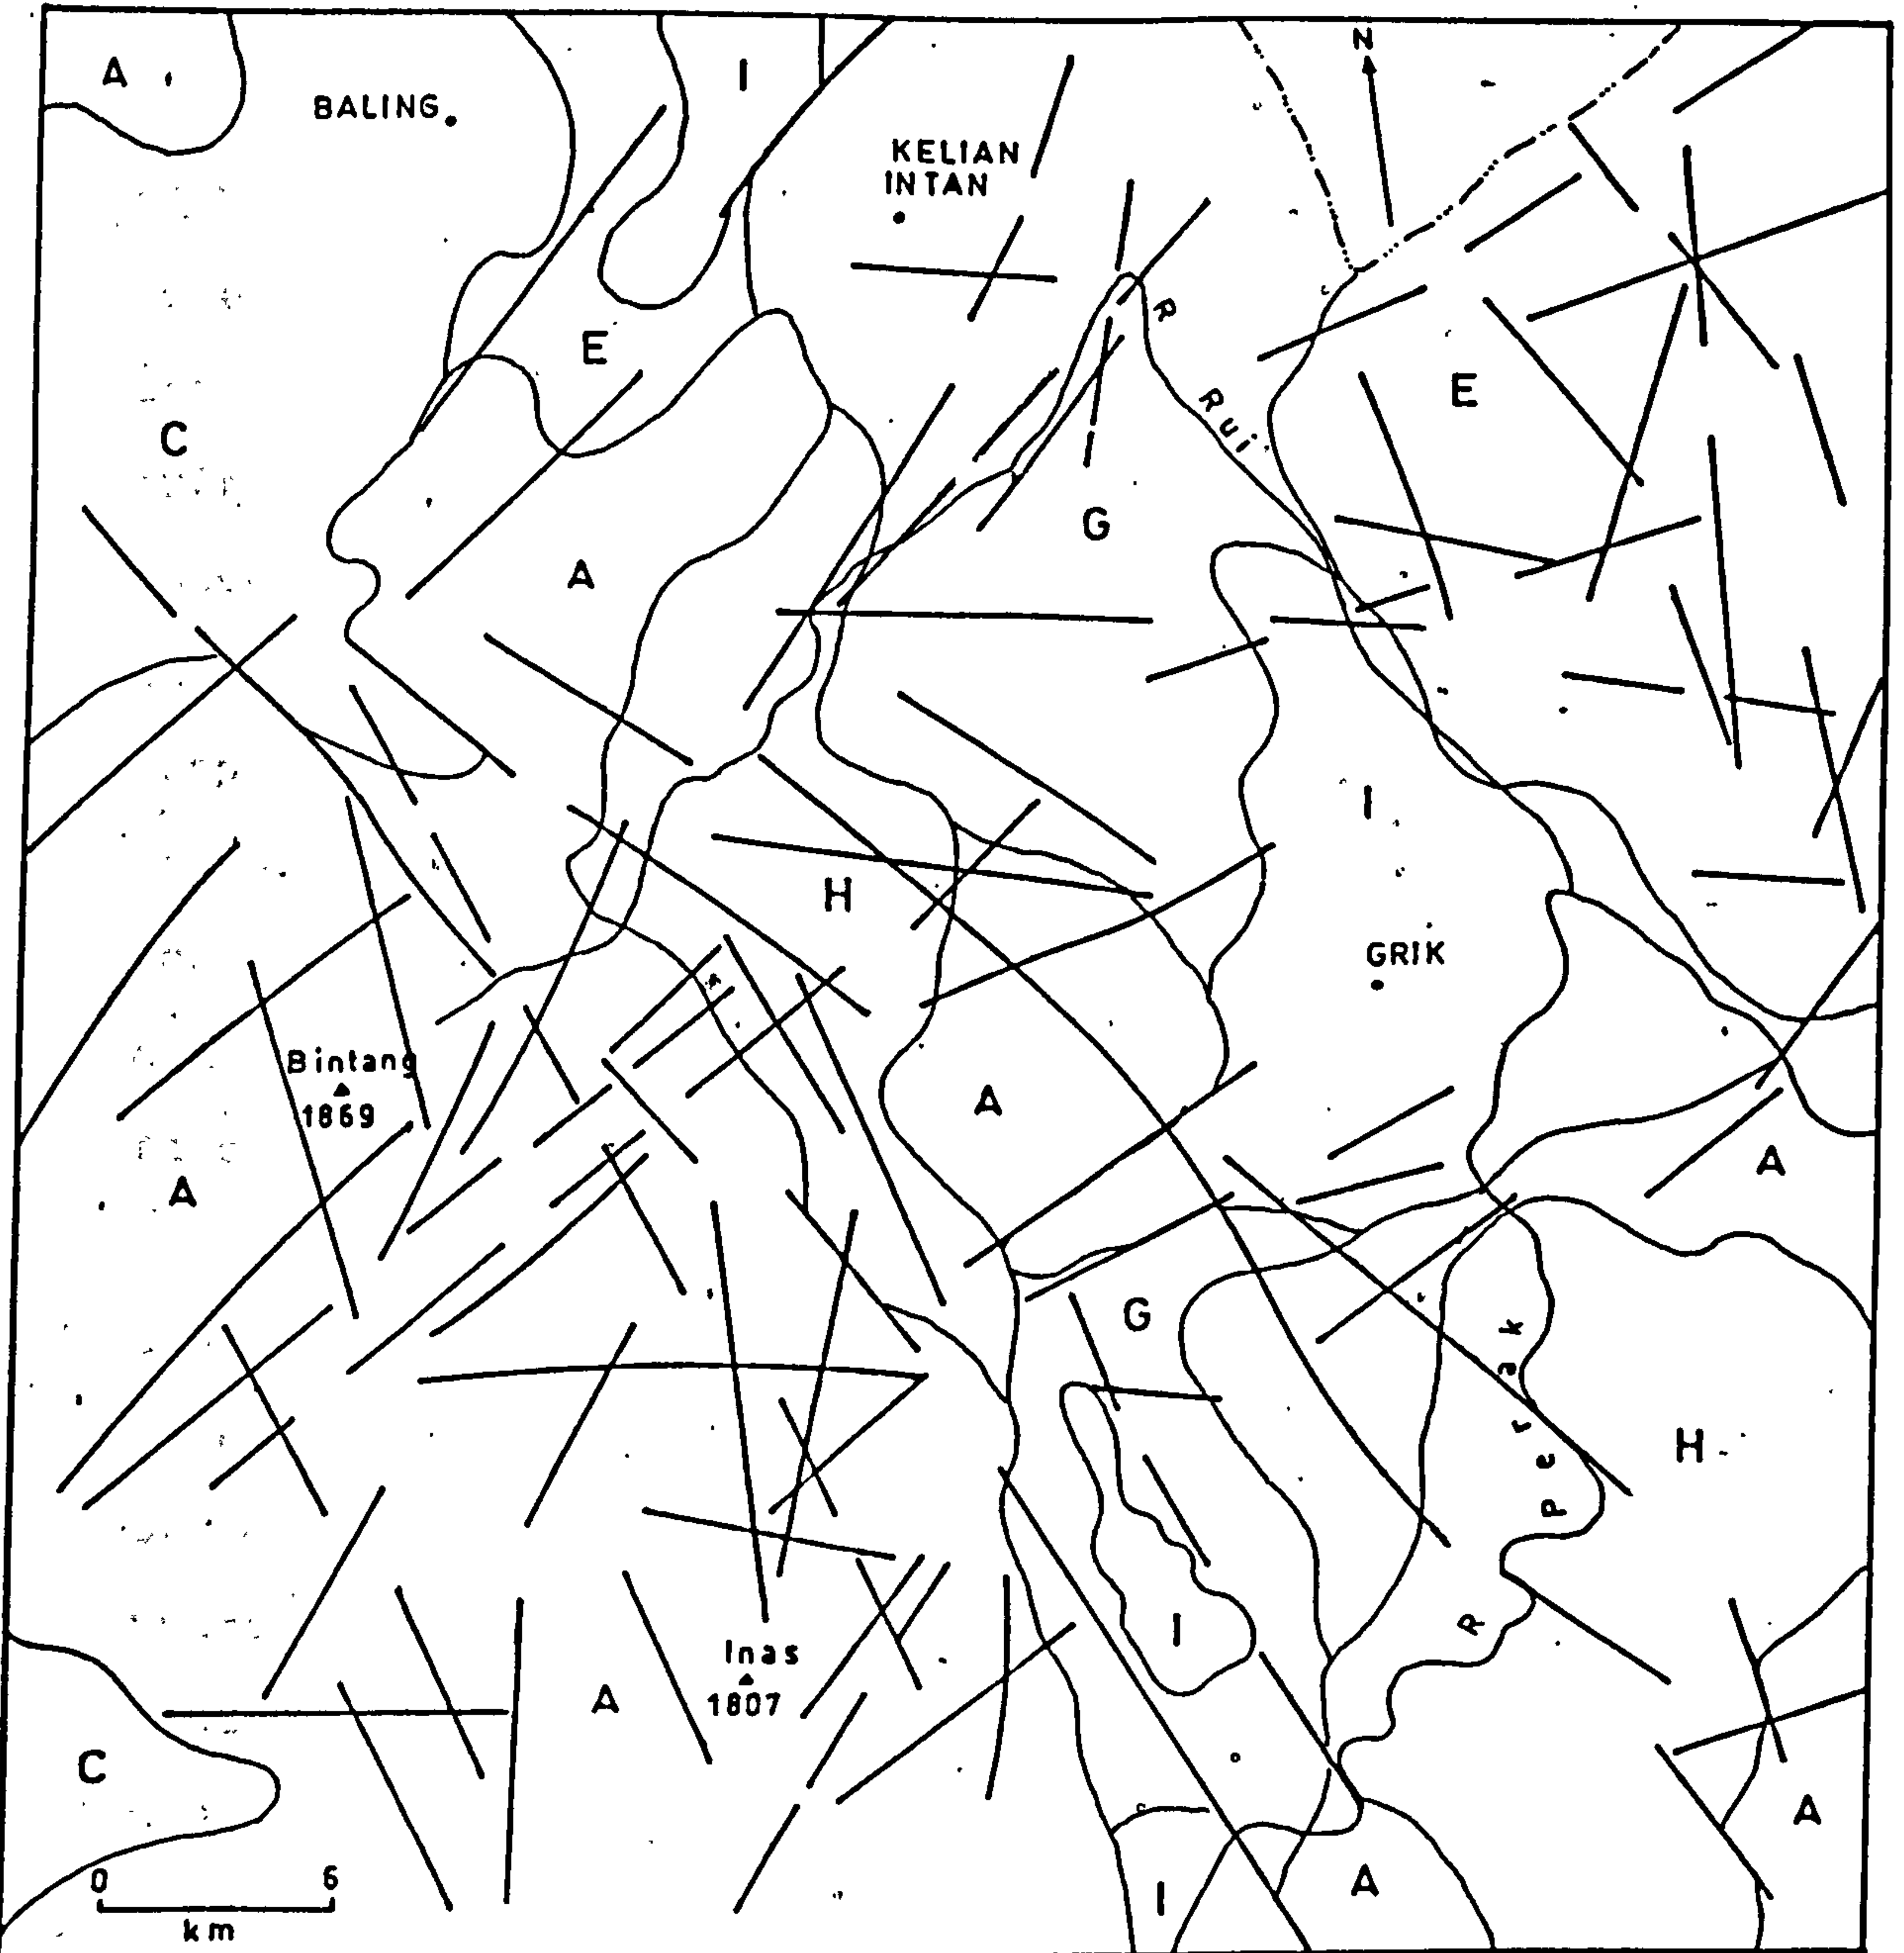 N
A
I
BALING
KELIAN
INTAN
R
E
E
Rui
C
G
A
I
H
GRIK
Bintang
1869
A
A
A
G
R Perak
H
I
Inas
1807
A
C
A
A
I
0 6
km